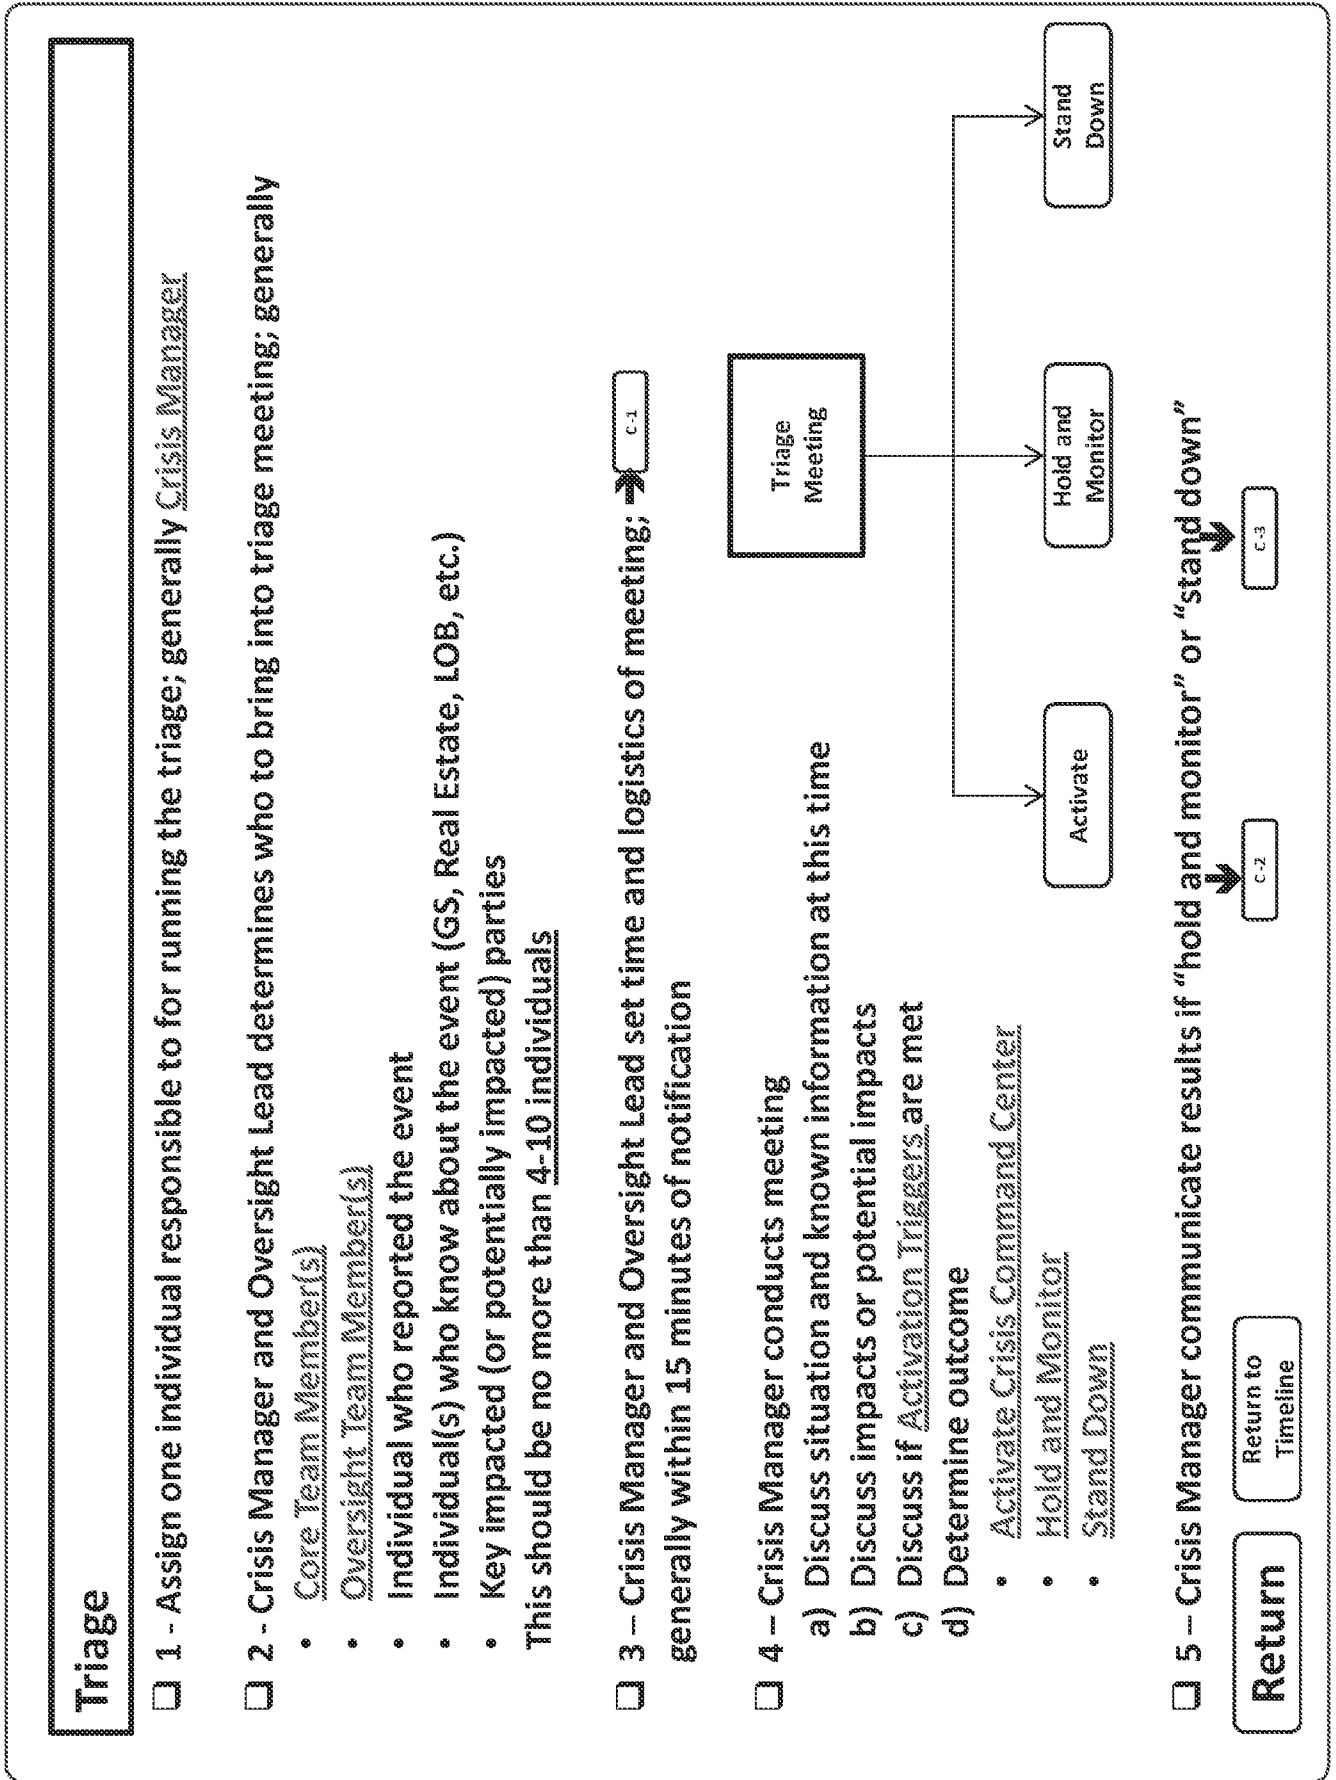 Triage
❑ 1 - Assign one individual responsible to for running the triage; generally Crisis Manager
❑ 2 - Crisis Manager and Oversight Lead determines who to bring into triage meeting; generally
• Core Team Member(s)
• Oversight Team Member(s)
• Individual who reported the event
• Individual(s) who know about the event (GS, Real Estate, LOB, etc.)
• Key impacted (or potentially impacted) parties
This should be no more than 4-10 individuals
❑ 3 – Crisis Manager and Oversight Lead set time and logistics of meeting;
C-1
generally within 15 minutes of notification
❑ 4 – Crisis Manager conducts meeting
a) Discuss situation and known information at this time
b) Discuss impacts or potential impacts
c) Discuss if Activation Triggers are met
d) Determine outcome
• Activate Crisis Command Center
• Hold and Monitor
• Stand Down
Triage
Meeting
Activate
Hold and
Monitor
Stand
Down
❑ 5 – Crisis Manager communicate results if “hold and monitor” or “stand down”
C-2
C-3
Return
Return to
Timeline